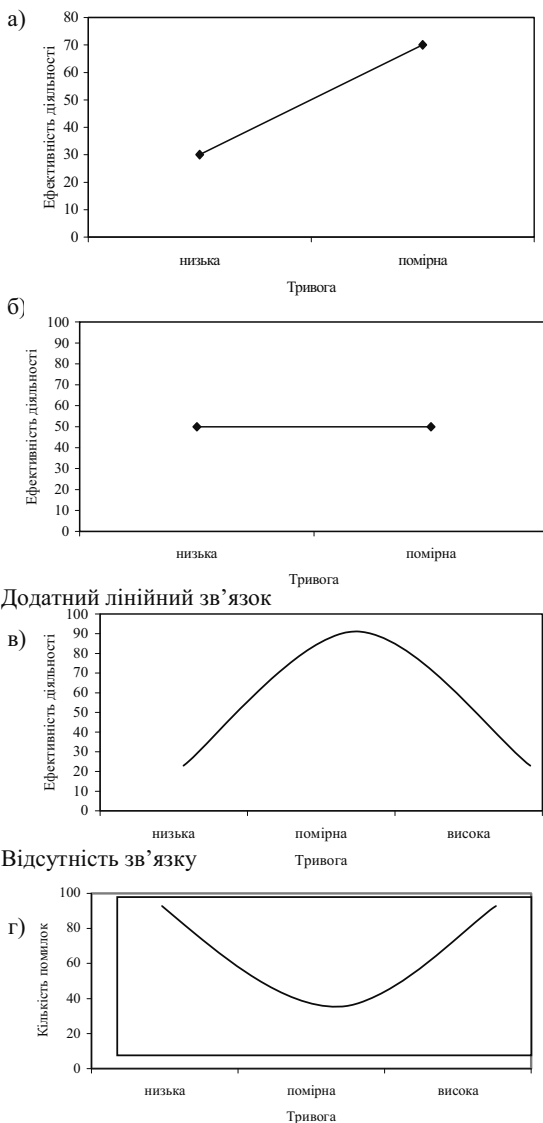 а)
80
70
60
50
40
30
20
10
0
Ефективність діяльності
низька помірна
Тривога
б)
100
90
80
70
60
50
40
30
20
10
0
Ефективність діяльності
низька помірна
Тривога
Додатний лінійний зв’язок
в)
100
90
80
70
60
50
40
30
20
10
0
Ефективність діяльності
низька помірна висока
Відсутність зв’язку
Тривога
г)
100
80
60
40
20
0
Кількість помилок
низька помірна висока
Тривога